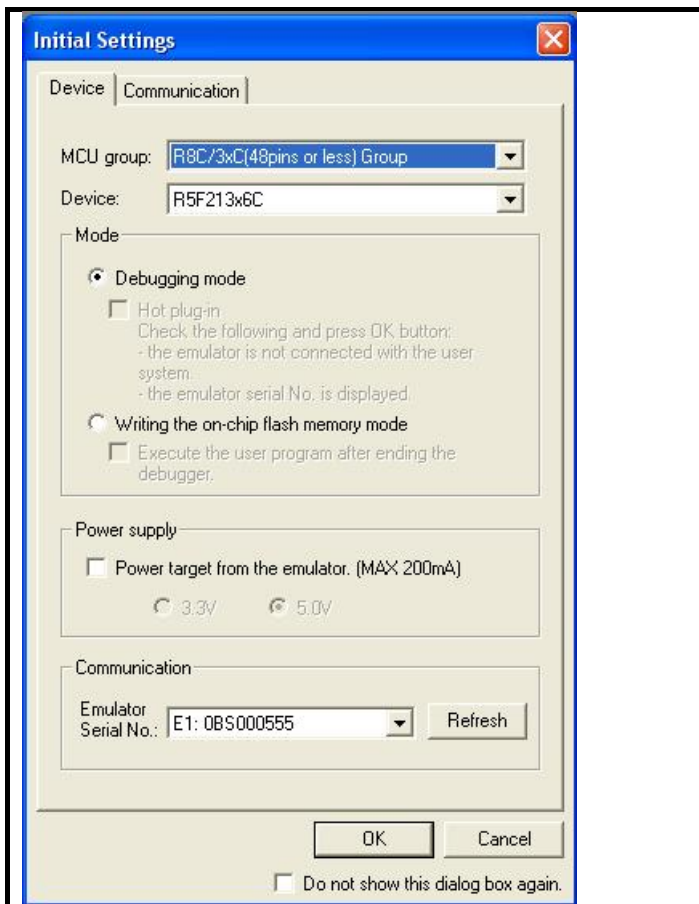 Initial Settings
Device
Communication
MCU group: R8C/3xC(48pins or less) Group
Device: R5F213x6C
Mode
Debugging mode
Hot plug-in
Check the following and press OK button:
- the emulator is not connected with the user
system.
- the emulator serial No. is displayed.
Writing the on-chip flash memory mode
Execute the user program after ending the
debugger.
Power supply
Power target from the emulator. (MAX 200mA)
3.3V 5.0V
Communication
Emulator
Serial No.: E1: 0BS000555 Refresh
OK Cancel
Do not show this dialog box again.